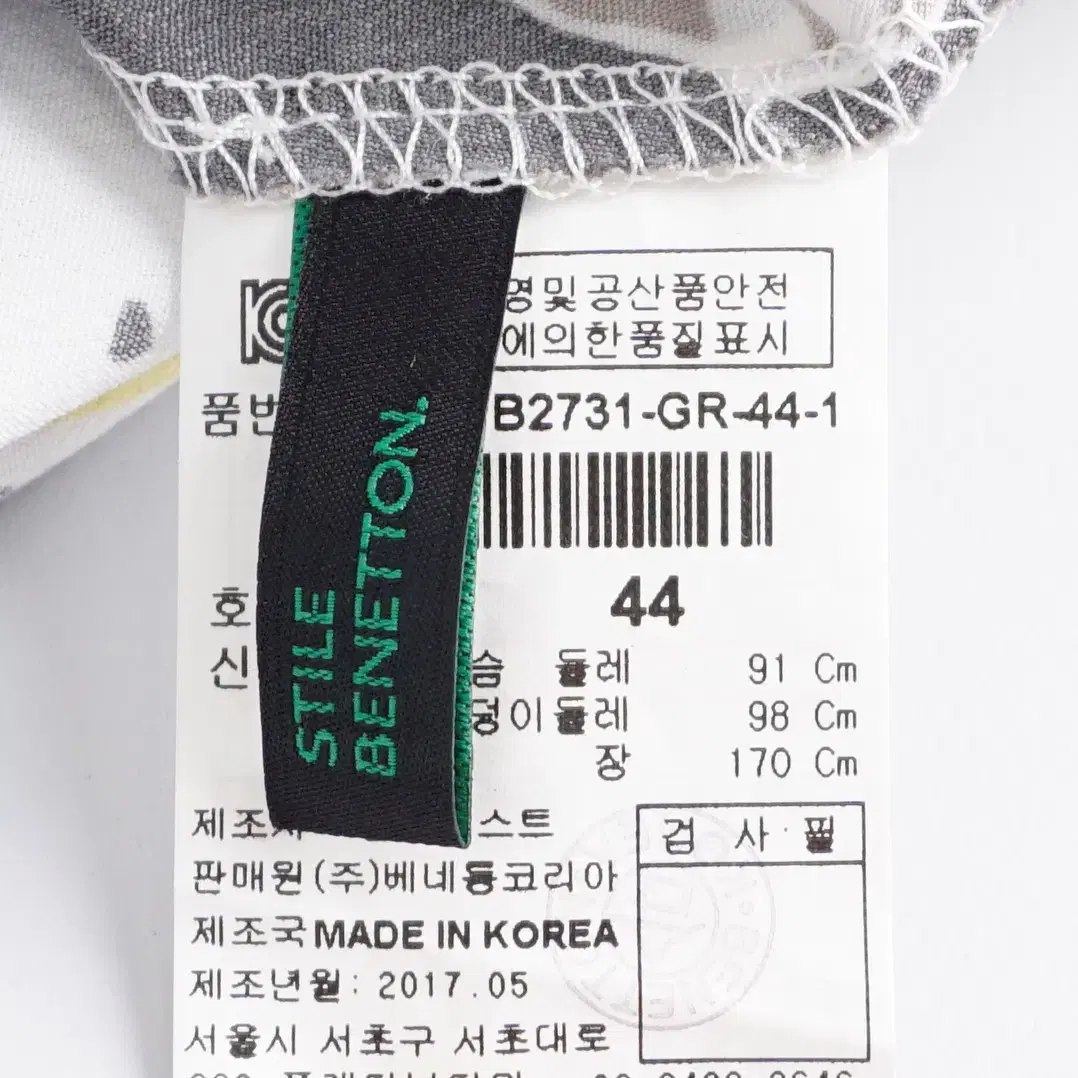 영및공산품안전
에의한품질표시
B2731-GR-44-1
STILE
BENETTON.
호 44
신 슴 둘레 91 Cm
덩이둘레 98 Cm
장 170 Cm
제조 스트
검 사 필
판매원(주)베네통코리아
제조국MADE IN KOREA
제조년월: 2017.05
서울시 서초구 서초대로